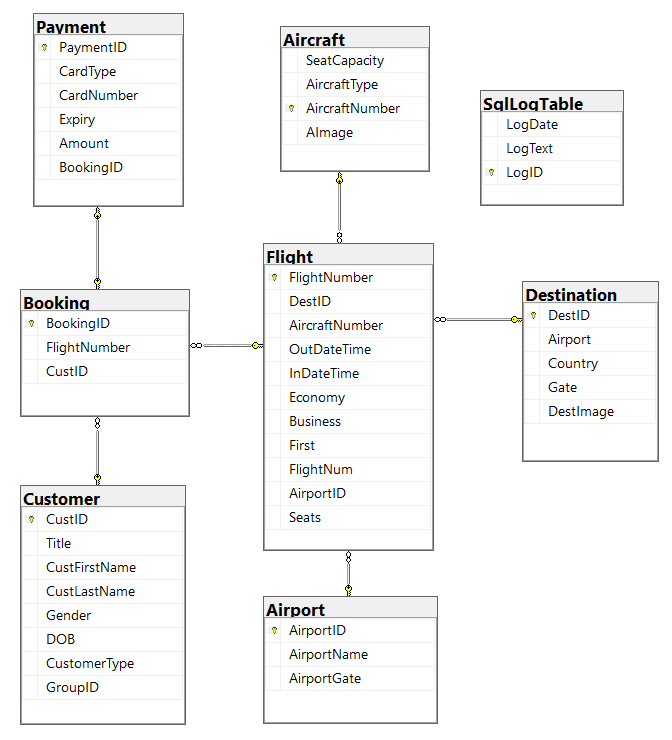 Payment
PaymentID
CardType
CardNumber
Expiry
Amount
BookingID
Aircraft
SeatCapacity
AircraftType
AircraftNumber
AImage
SqlLogTable
LogDate
LogText
LogID
Flight
FlightNumber
DestID
AircraftNumber
OutDateTime
InDateTime
Economy
Business
First
FlightNum
AirportID
Seats
Destination
DestID
Airport
Country
Gate
DestImage
Booking
BookingID
FlightNumber
CustID
Customer
CustID
Title
CustFirstName
CustLastName
Gender
DOB
CustomerType
GroupID
Airport
AirportID
AirportName
AirportGate